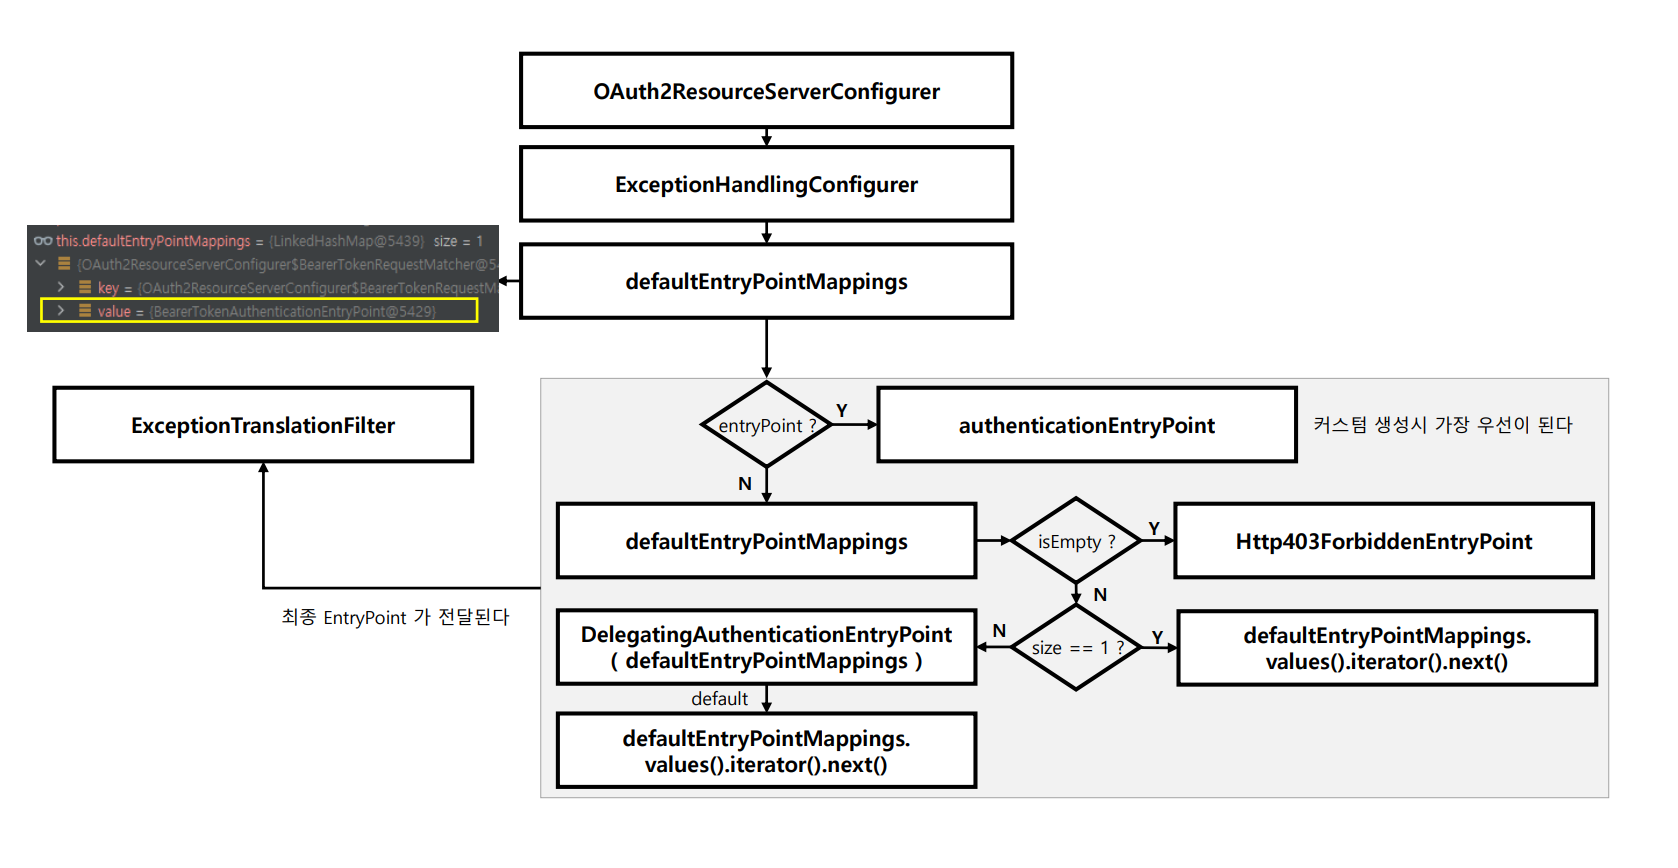 OAuth2ResourceServerConfigurer
ExceptionHandlingConfigurer
this.defaultEntryPointMappings = {LinkedHashMap@5439} size = 1
{OAuth2ResourceServerConfigurer$BearerTokenRequestMatcher@5
key = {OAuth2ResourceServerConfigurer$BearerTokenRequestM
value = {BearerTokenAuthenticationEntryPoint@5429}
defaultEntryPointMappings
ExceptionTranslationFilter
entryPoint ?
Y
authenticationEntryPoint
커스텀 생성시 가장 우선이 된다
N
defaultEntryPointMappings
isEmpty ?
Y
Http403ForbiddenEntryPoint
N
최종 EntryPoint 가 전달된다
DelegatingAuthenticationEntryPoint
( defaultEntryPointMappings )
N
size == 1 ?
Y
defaultEntryPointMappings.
values().iterator().next()
default
defaultEntryPointMappings.
values().iterator().next()